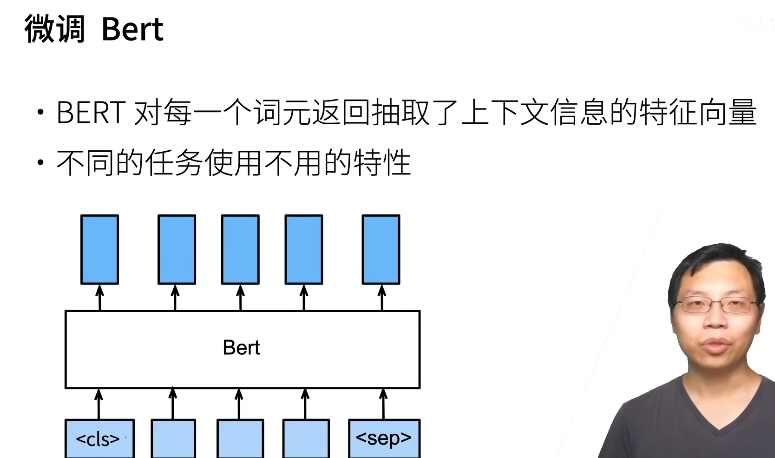 微调 Bert
• BERT 对每一个词元返回抽取了上下文信息的特征向量
• 不同的任务使用不用的特性
Bert
<cls>
<sep>